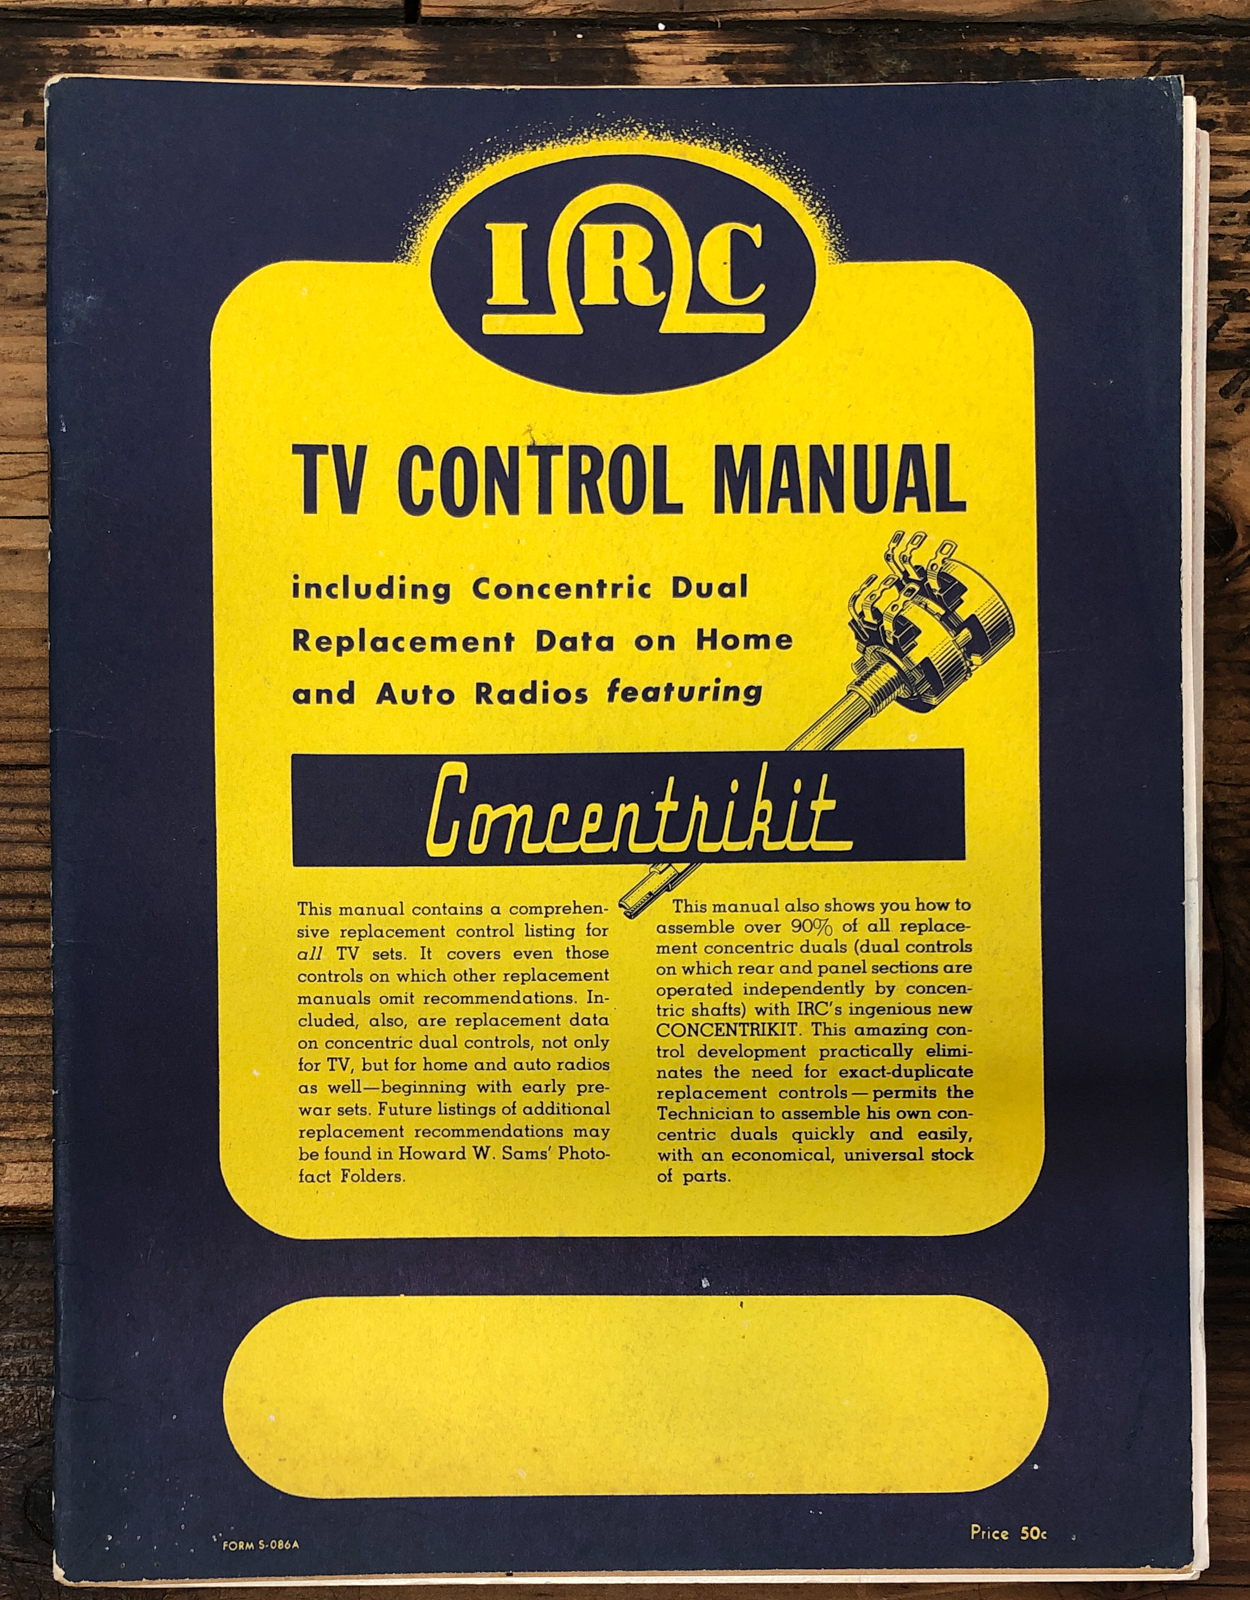 IRC
TV CONTROL MANUAL
including Concentric Dual
Replacement Data on Home
and Auto Radios featuring
Concentrikit
This manual contains a comprehen-
sive replacement control listing for
all TV sets. It covers even those
controls on which other replacement
manuals omit recommendations. In-
cluded, also, are replacement data
on concentric dual controls, not only
for TV, but for home and auto radios
as well—beginning with early pre-
war sets. Future listings of additional
replacement recommendations may
be found in Howard W. Sams' Photo-
fact Folders.
This manual also shows you how to
assemble over 90% of all replace-
ment concentric duals (dual controls
on which rear and panel sections are
operated independently by concen-
tric shafts) with IRC's ingenious new
CONCENTRIKIT. This amazing con-
trol development practically elimi-
nates the need for exact-duplicate
replacement controls—permits the
Technician to assemble his own con-
centric duals quickly and easily,
with an economical, universal stock
of parts.
FORM S-086A
Price 50c